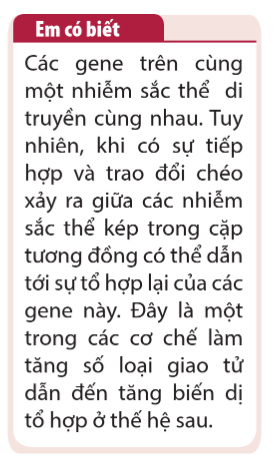 Em có biết
Các gene trên cùng
một nhiễm sắc thể di
truyền cùng nhau. Tuy
nhiên, khi có sự tiếp
hợp và trao đổi chéo
xảy ra giữa các nhiễm
sắc thể kép trong cặp
tương đồng có thể dẫn
tới sự tổ hợp lại của các
gene này. Đây là một
trong các cơ chế làm
tăng số loại giao tử
dẫn đến tăng biến dị
tổ hợp ở thế hệ sau.